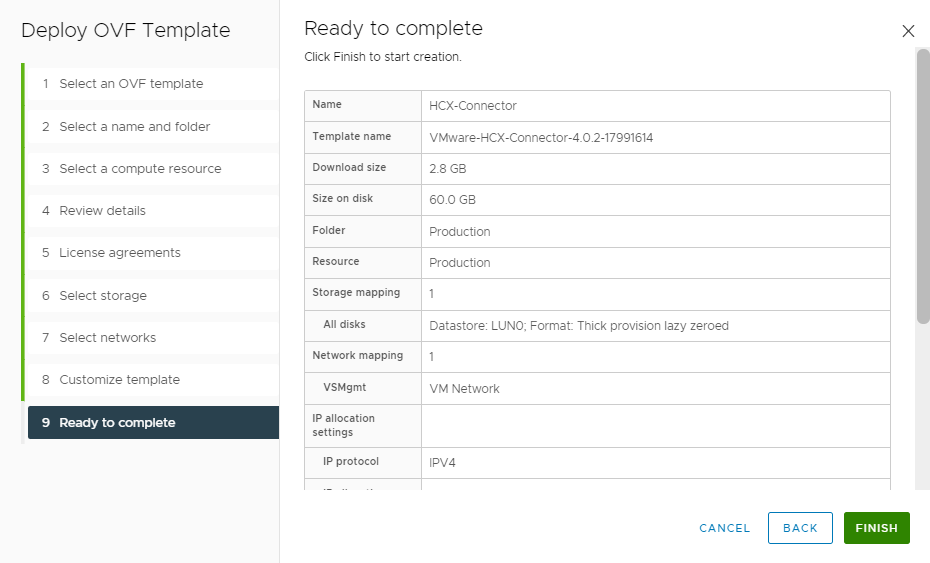 Deploy OVF Template
1 Select an OVF template
2 Select a name and folder
3 Select a compute resource
4 Review details
5 License agreements
6 Select storage
7 Select networks
8 Customize template
9 Ready to complete
Ready to complete
Click Finish to start creation.
Name HCX-Connector
Template name VMware-HCX-Connector-4.0.2-17991614
Download size 2.8 GB
Size on disk 60.0 GB
Folder Production
Resource Production
Storage mapping 1
All disks Datastore: LUN0; Format: Thick provision lazy zeroed
Network mapping 1
VSMgmt VM Network
IP allocation
settings
IP protocol IPV4
CANCEL BACK FINISH